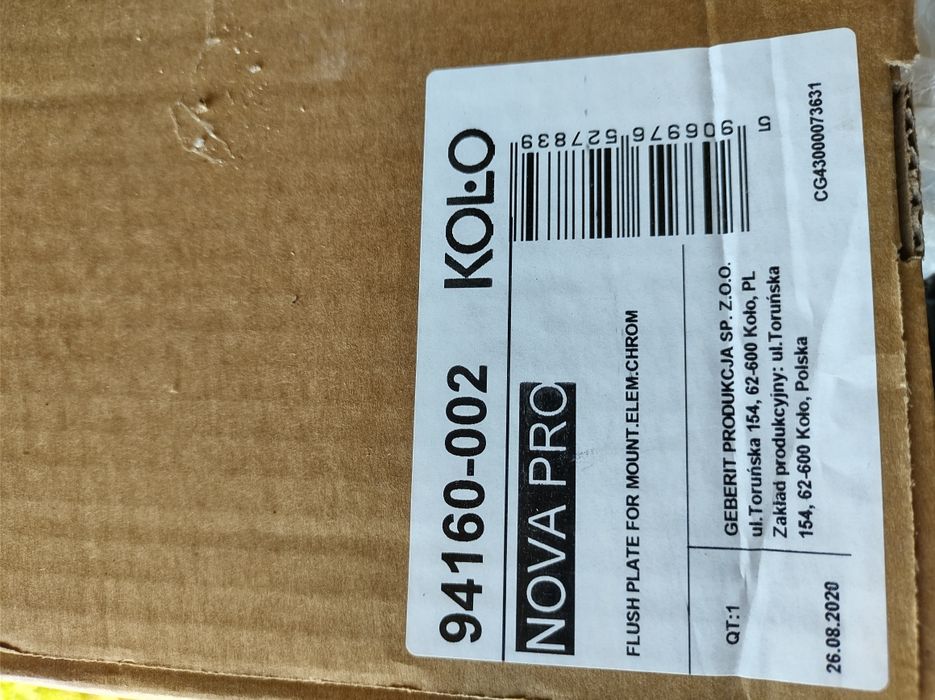 94160-002 KOŁO
NOVA PRO
5 906976 527839
FLUSH PLATE FOR MOUNT.ELEM.CHROM
QT:1
GEBERIT PRODUKCJA SP. Z.O.O.
ul.Toruńska 154, 62-600 Koło, PL
Zakład produkcyjny: ul.Toruńska
154, 62-600 Koło, Polska
26.08.2020
CG43000073631